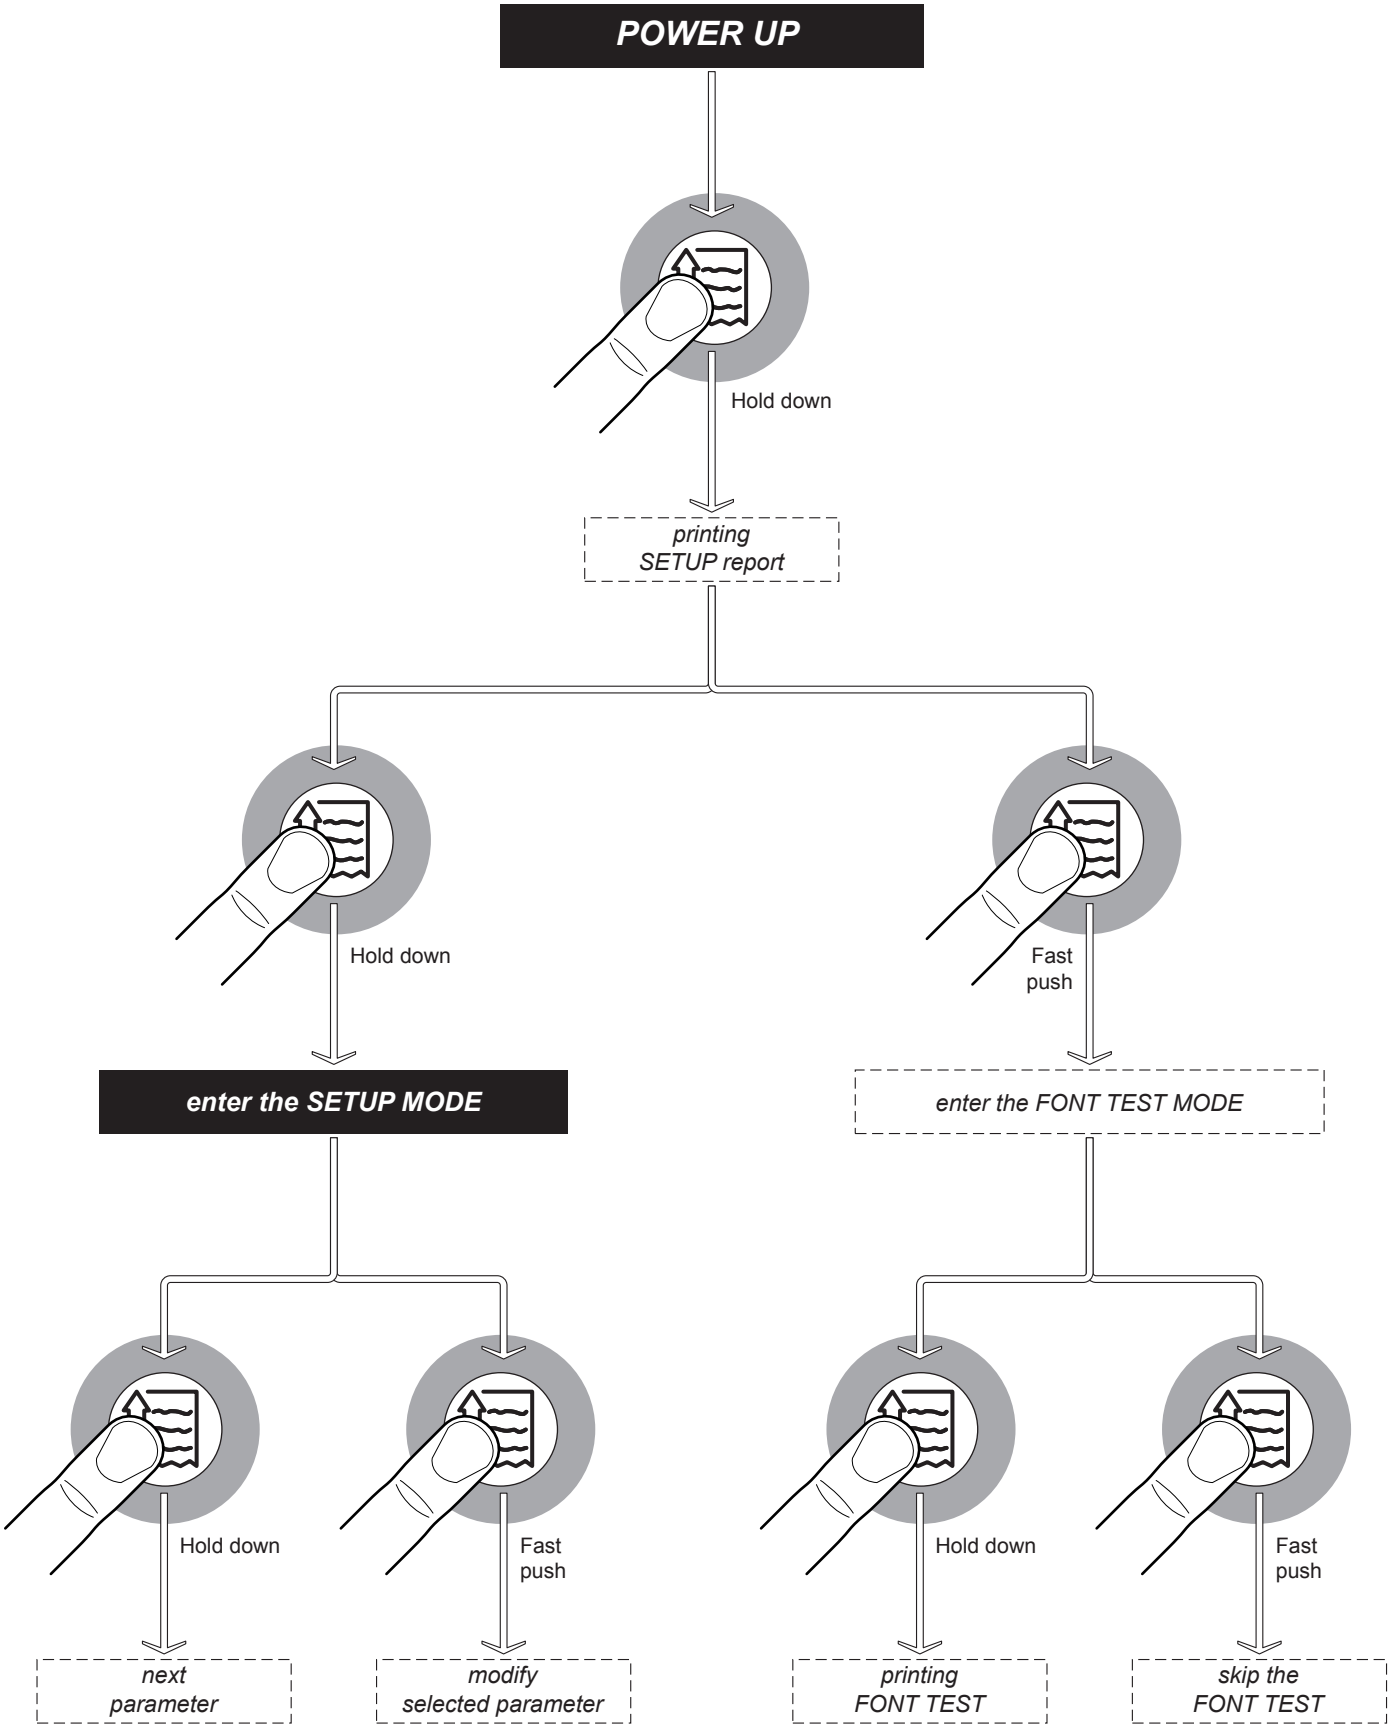 POWER UP
Hold down
printing
SETUP report
Hold down
Fast
push
enter the SETUP MODE
enter the FONT TEST MODE
Hold down
Fast
push
Hold down
Fast
push
next
parameter
modify
selected parameter
printing
FONT TEST
skip the
FONT TEST